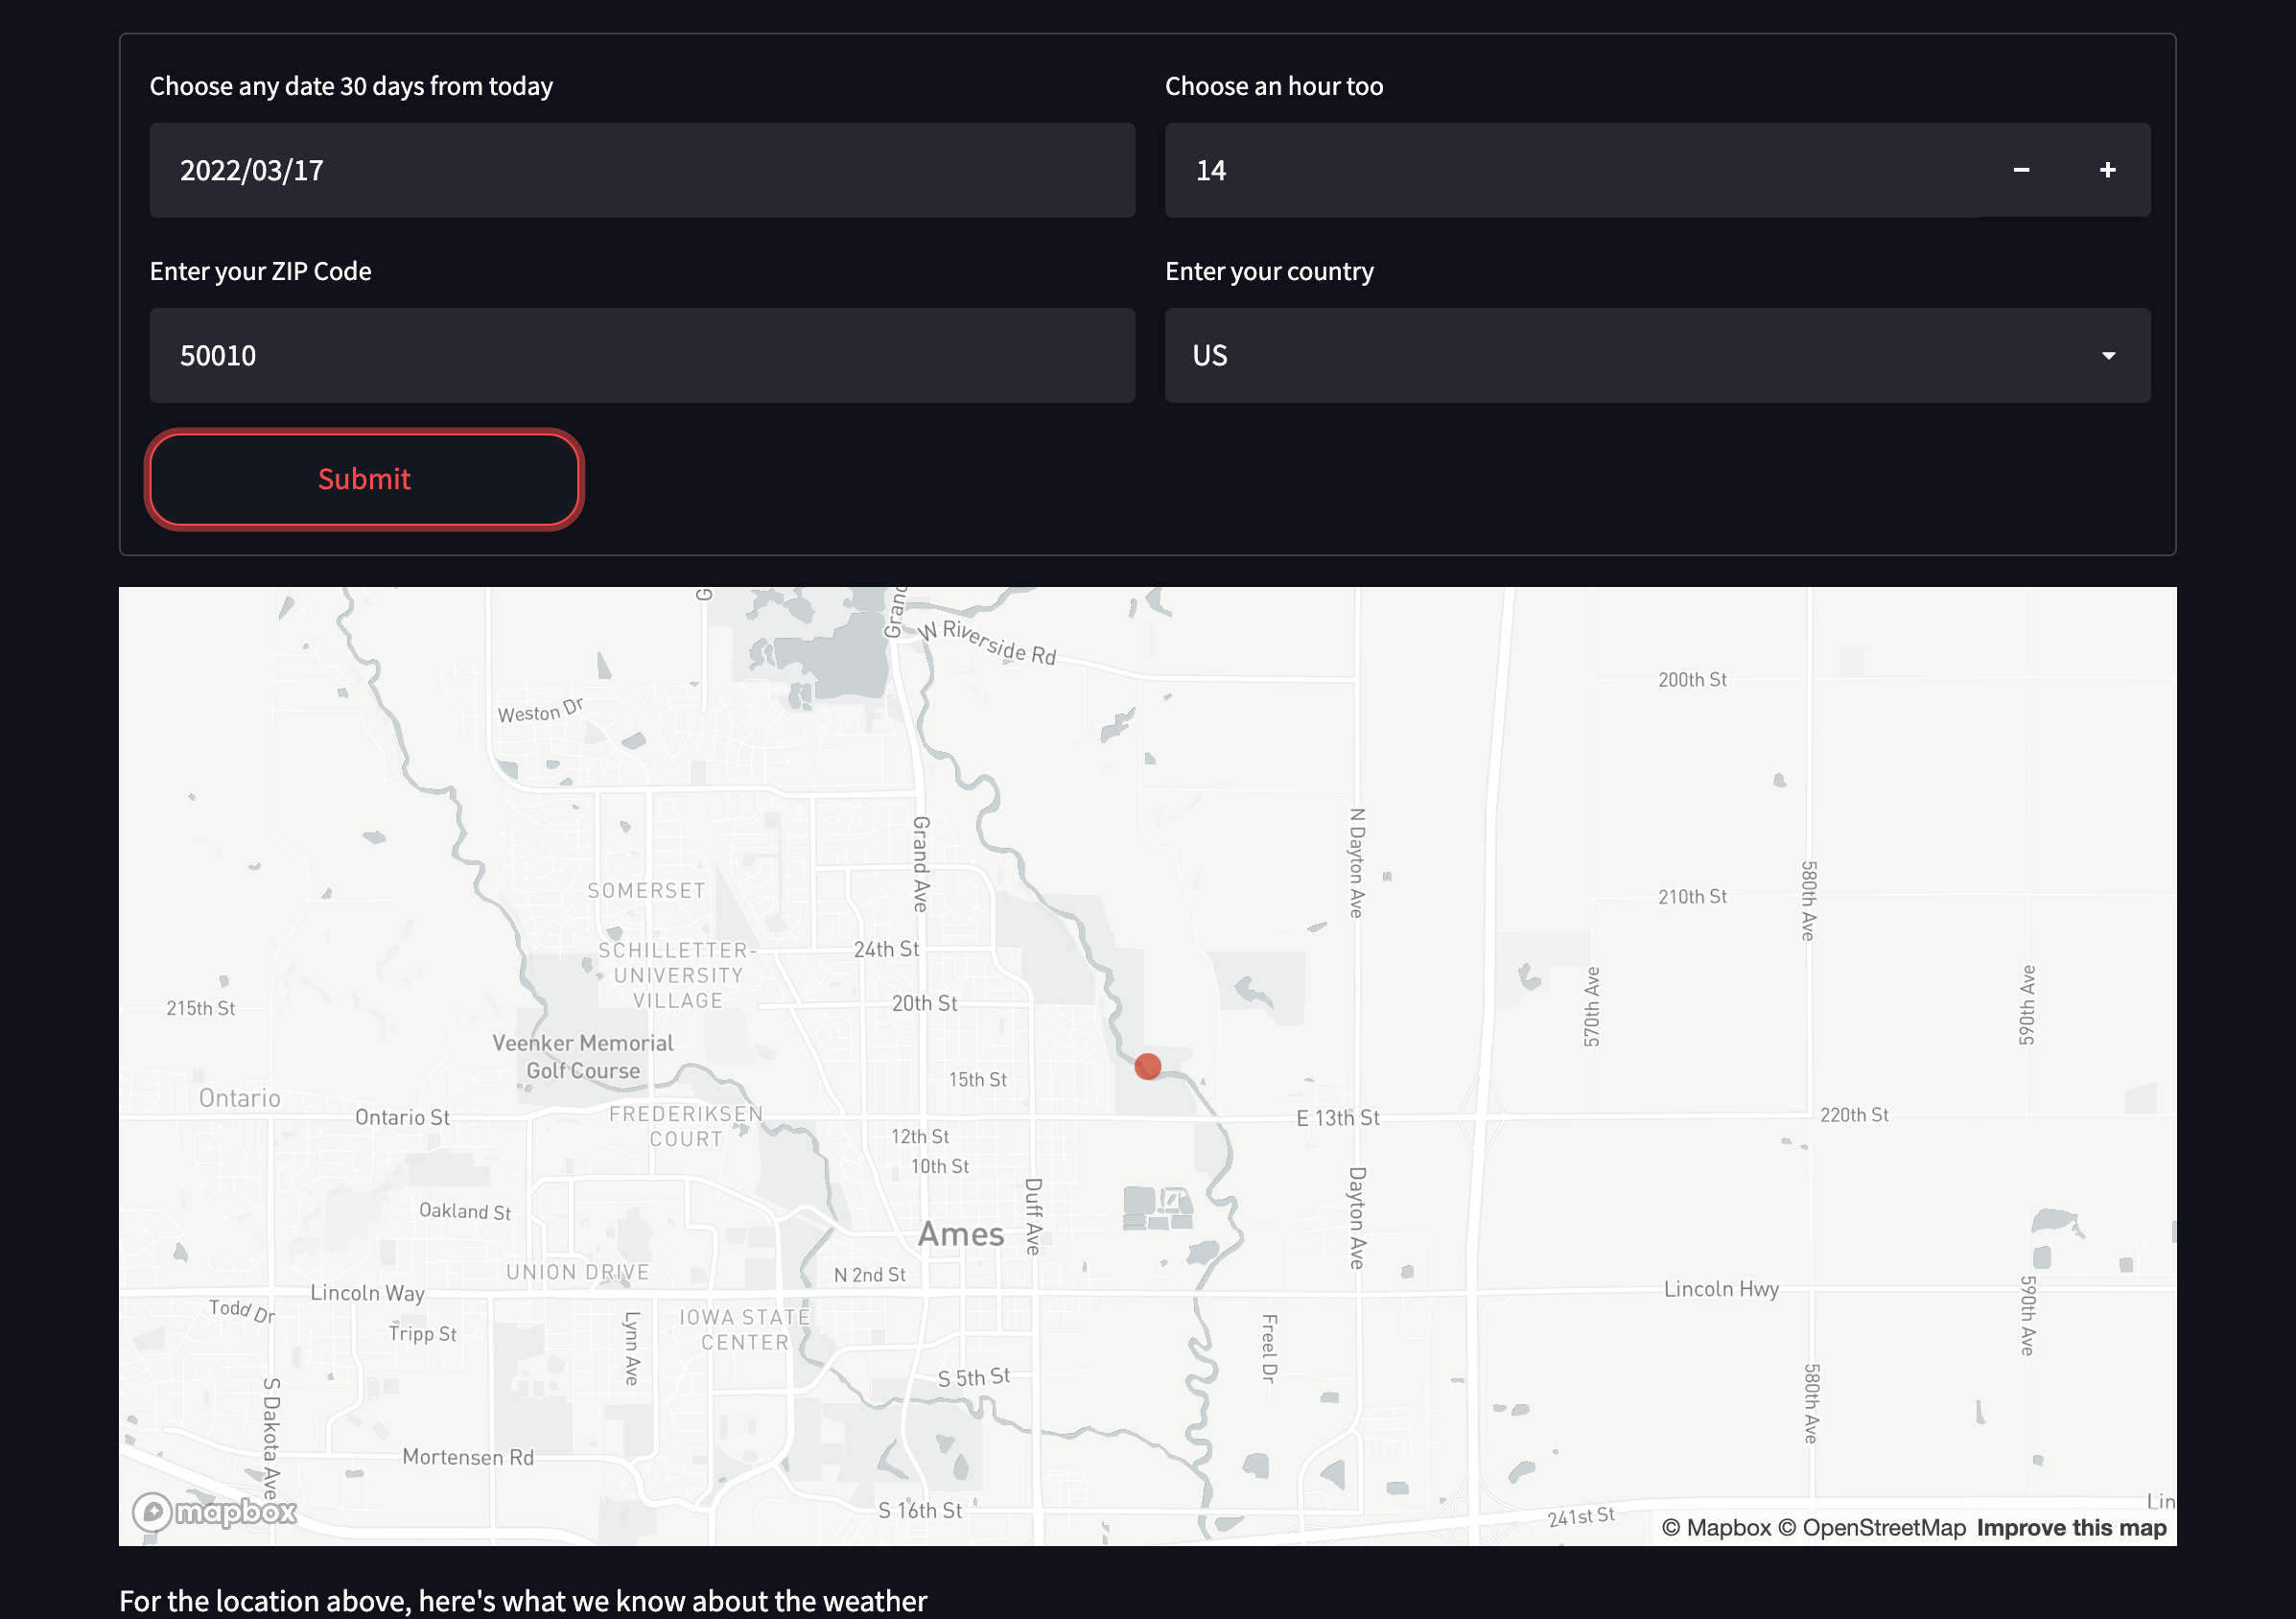 Choose any date 30 days from today
Choose an hour too
2022/03/17
14
Enter your ZIP Code
Enter your country
50010
US
Submit
G
Grand
W Riverside Rd
200th St
Weston Dr
N Dayton Ave
Grand Ave
580th Ave
SOMERSET
210th St
24th St
SCHILLETTER-
UNIVERSITY
VILLAGE
570th Ave
590th Ave
20th St
215th St
Veenker Memorial
Golf Course
15th St
Ontario
Ontario St
FREDERIKSEN
COURT
E 13th St
220th St
12th St
10th St
Oakland St
Duff Ave
Dayton Ave
Ames
UNION DRIVE
N 2nd St
Lincoln Way
Lincoln Hwy
590th Ave
Todd Dr
Tripp St
Lynn Ave
IOWA STATE
CENTER
Freel Dr
S 5th St
580th Ave
S Dakota Ave
Mortensen Rd
S 16th St
241st St
Lin
mapbox
© Mapbox © OpenStreetMap Improve this map
For the location above, here's what we know about the weather